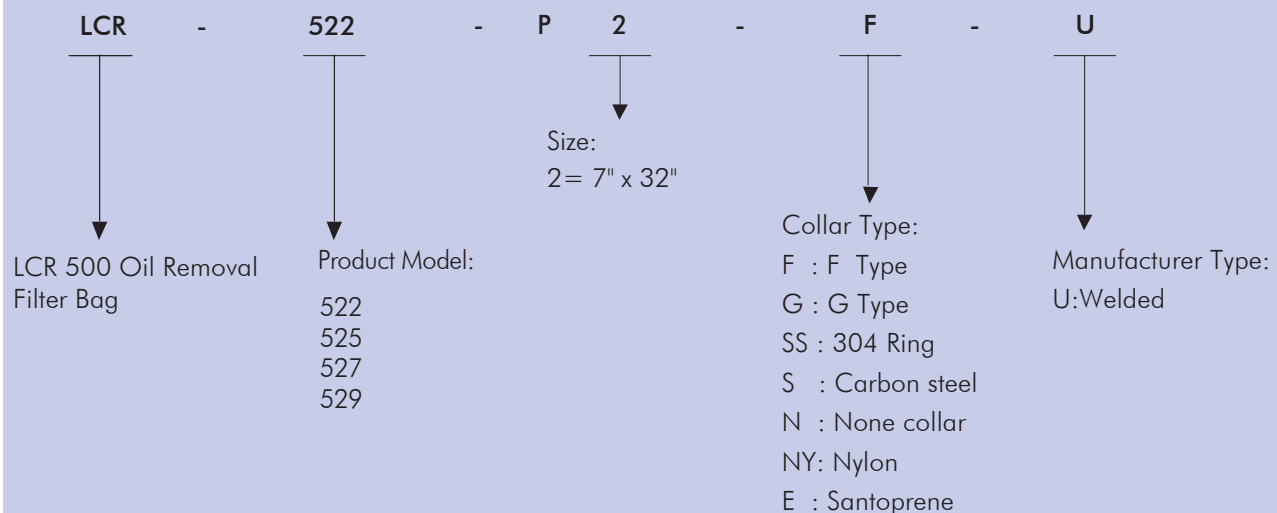 LCR - 522 - P 2 - F - U
Size:
2= 7" x 32"
LCR 500 Oil Removal
Filter Bag
Product Model:
522
525
527
529
Collar Type:
F : F Type
G : G Type
SS : 304 Ring
S : Carbon steel
N : None collar
NY: Nylon
E : Santoprene
Manufacturer Type:
U:Welded